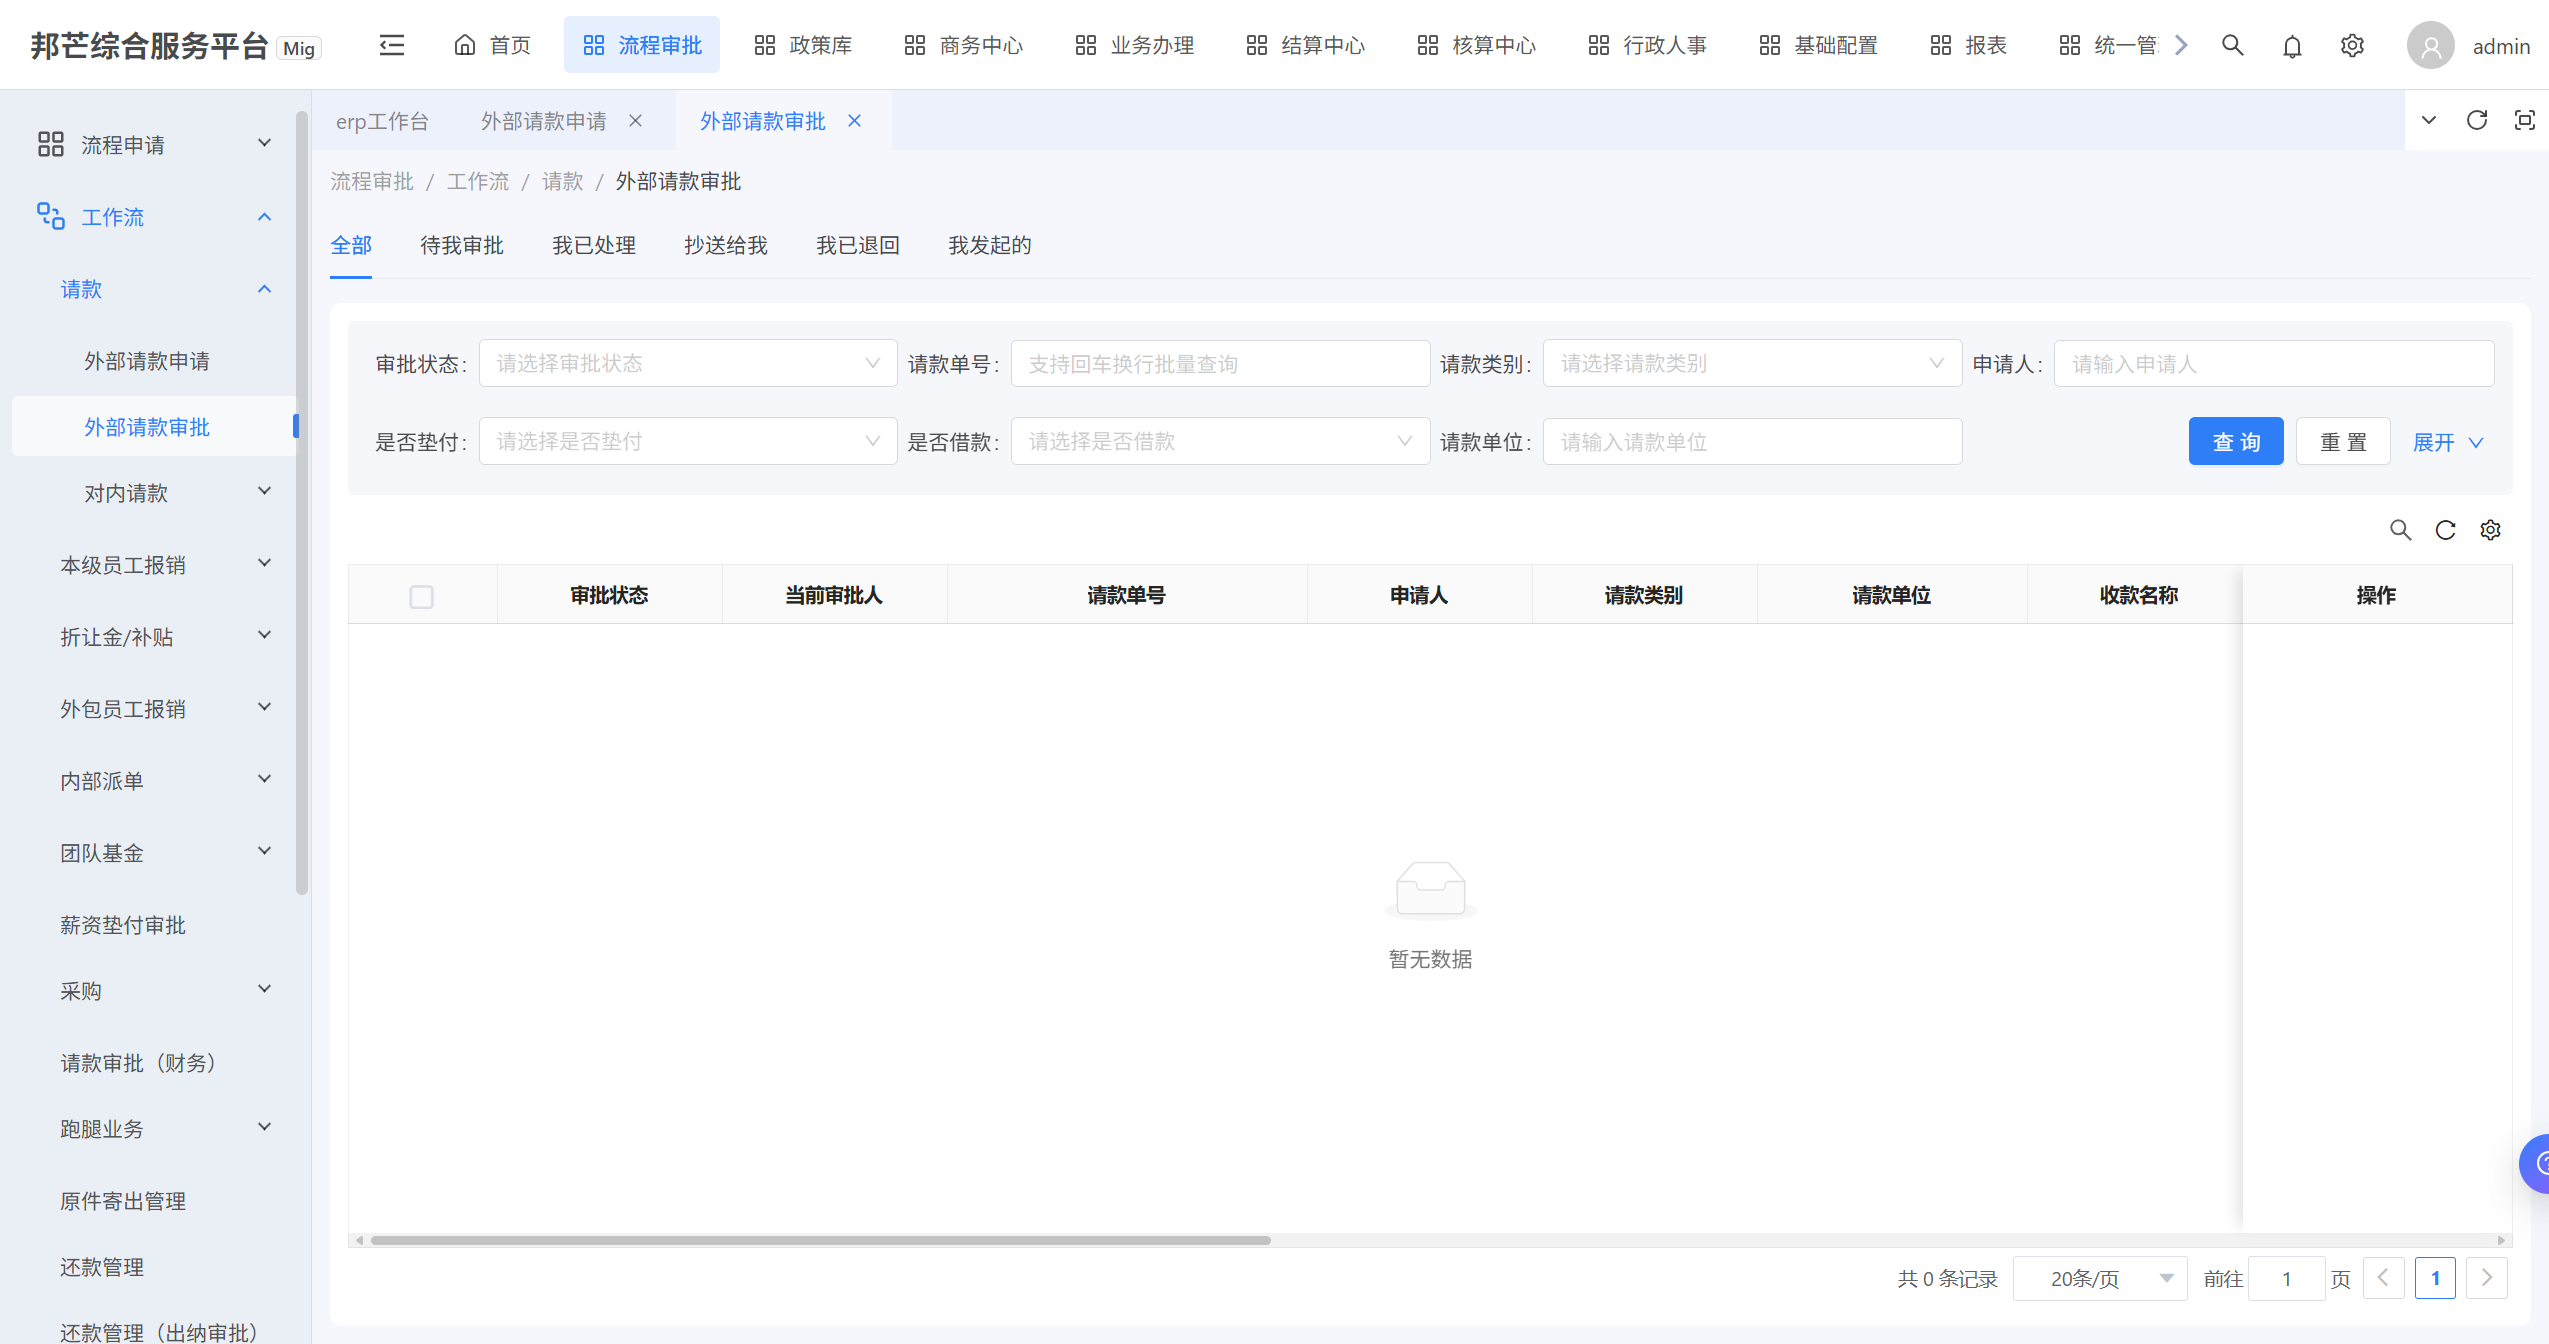 邦芒综合服务平台 Mig
首页 流程审批 政策库 商务中心 业务办理 结算中心 核算中心 行政人事 基础配置 报表 统一管 admin
流程申请
工作流
请款
外部请款申请
外部请款审批
对内请款
本级员工报销
折让金/补贴
外包员工报销
内部派单
团队基金
薪资垫付审批
采购
请款审批（财务）
跑腿业务
原件寄出管理
还款管理
还款管理（出纳审批）
erp工作台 外部请款申请 外部请款审批
流程审批 / 工作流 / 请款 / 外部请款审批
全部 待我审批 我已处理 抄送给我 我已退回 我发起的
审批状态: 请选择审批状态 请款单号: 支持回车换行批量查询 请款类别: 请选择请款类别 申请人: 请输入申请人
是否垫付: 请选择是否垫付 是否借款: 请选择是否借款 请款单位: 请输入请款单位 查 询 重 置 展开
审批状态 当前审批人 请款单号 申请人 请款类别 请款单位 收款名称 操作
暂无数据
共 0 条记录 20条/页 前往 1 页 1